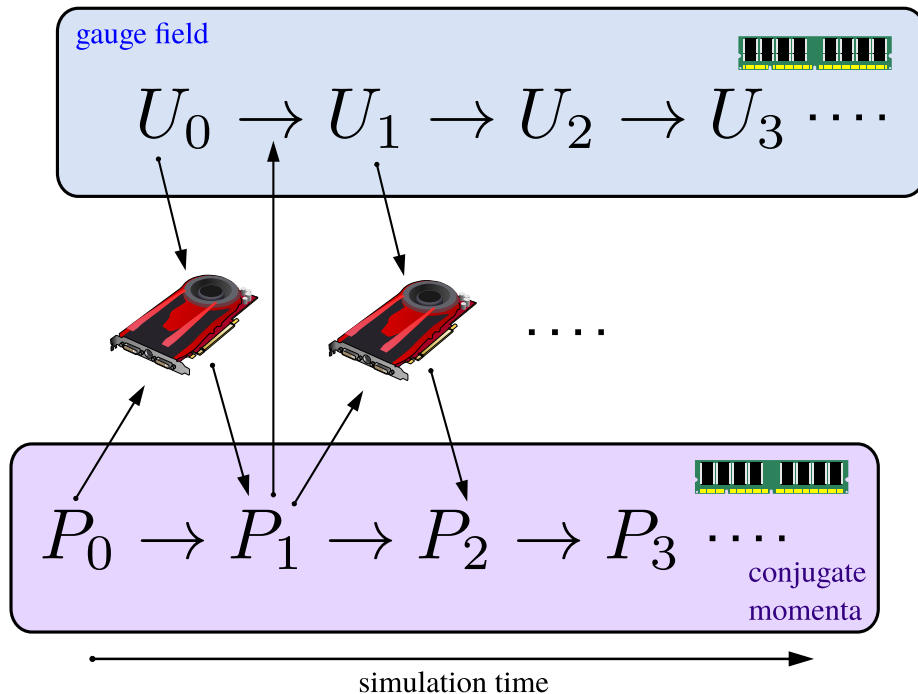 gauge field
U₀ → U₁ → U₂ → U₃ ····
····
P₀ → P₁ → P₂ → P₃ ····
conjugate
momenta
simulation time